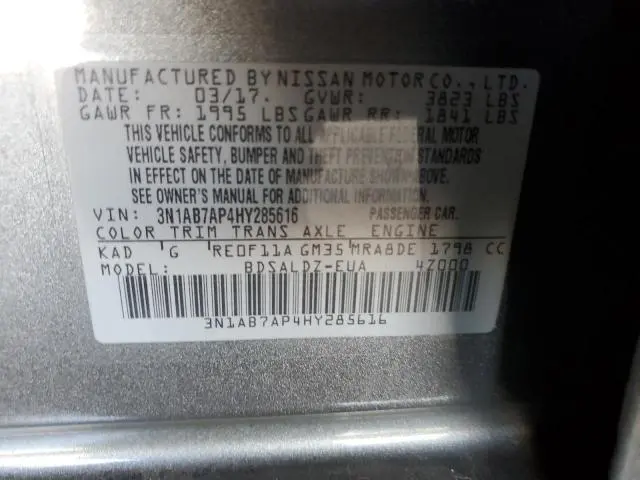 MANUFACTURED BY NISSAN MOTOR CO., LTD.
DATE: 03/17. GVWR: 3823 LBS
GAWR FR: 1995 LBS GAWR RR: 1841 LBS
THIS VEHICLE CONFORMS TO ALL APPLICABLE FEDERAL MOTOR
VEHICLE SAFETY, BUMPER AND THEFT PREVENTION STANDARDS
IN EFFECT ON THE DATE OF MANUFACTURE SHOWN ABOVE.
SEE OWNER'S MANUAL FOR ADDITIONAL INFORMATION.
VIN: 3N1AB7AP4HY285616 PASSENGER CAR.
COLOR TRIM TRANS AXLE ENGINE
KAD G RE0F11A GM35 MRA8DE 1798 CC
MODEL: BDSALDZ-EUA 4Z000
3N1AB7AP4HY285616